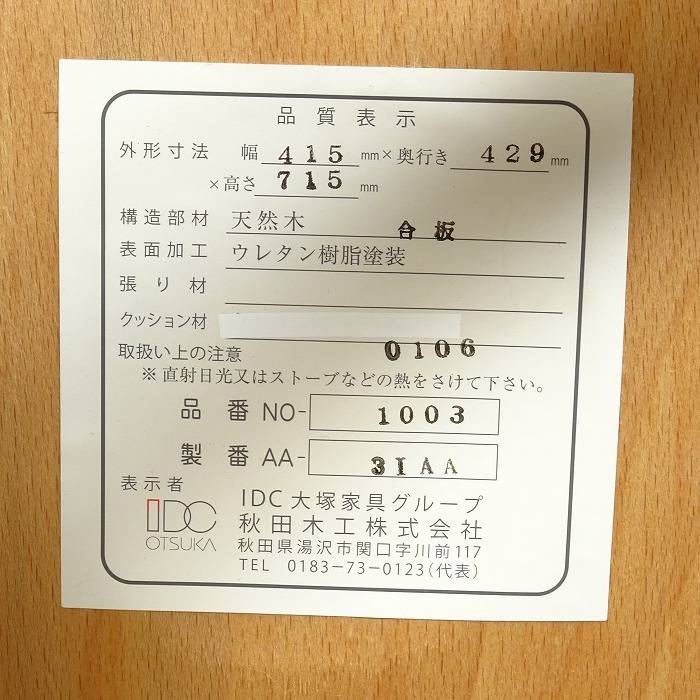 品質表示
外形寸法 幅 415 mm×奥行き 429 mm
×高さ 715 mm
構造部材 天然木 合板
表面加工 ウレタン樹脂塗装
張り材
クッション材
取扱い上の注意 0106
※直射日光又はストーブなどの熱をさけて下さい。
品番 NO- 1003
製番 AA- 3IAA
表示者
IDC OTSUKA
IDC 大塚家具グループ
秋田木工株式会社
秋田県湯沢市関口字川前117
TEL 0183-73-0123(代表)